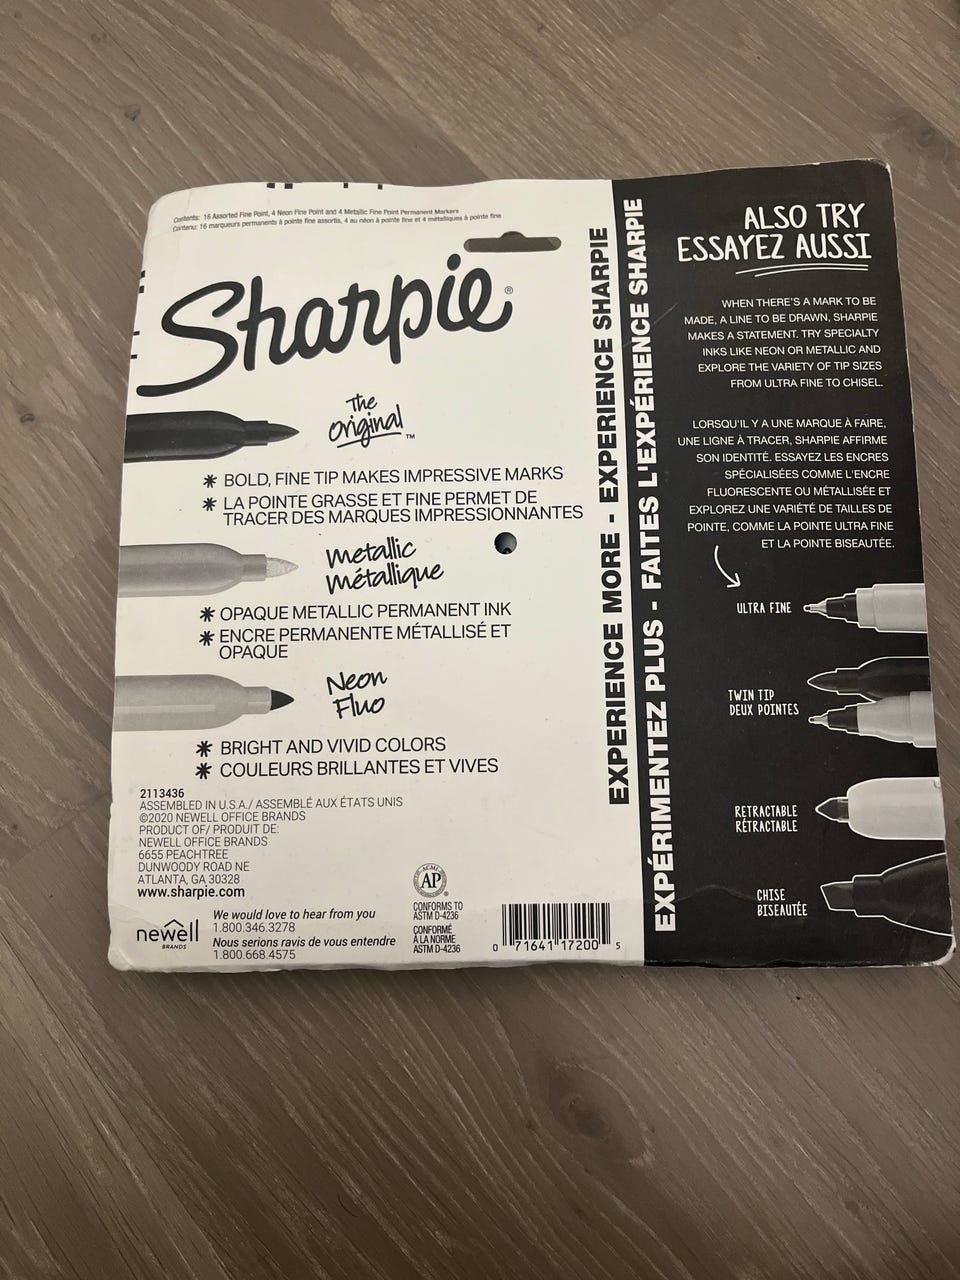 Contents: 16 Assorted Fine Point, 4 Neon Fine Point and 4 Metallic Fine Point Permanent Markers
Contenu: 16 marqueurs permanents à pointe fine assortis, 4 au néon à pointe fine et 4 métalliques à pointe fine
Sharpie®
The
Original™
* BOLD, FINE TIP MAKES IMPRESSIVE MARKS
* LA POINTE GRASSE ET FINE PERMET DE
TRACER DES MARQUES IMPRESSIONNANTES
Metallic
Métallique
* OPAQUE METALLIC PERMANENT INK
* ENCRE PERMANENTE MÉTALLISÉ ET
OPAQUE
Neon
Fluo
* BRIGHT AND VIVID COLORS
* COULEURS BRILLANTES ET VIVES
2113436
ASSEMBLED IN U.S.A./ ASSEMBLÉ AUX ÉTATS UNIS
©2020 NEWELL OFFICE BRANDS
PRODUCT OF/ PRODUIT DE:
NEWELL OFFICE BRANDS
6655 PEACHTREE
DUNWOODY ROAD NE
ATLANTA, GA 30328
www.sharpie.com
newell
BRANDS
We would love to hear from you
1.800.346.3278
Nous serions ravis de vous entendre
1.800.668.4575
ACMI
AP
CONFORMS TO
ASTM D-4236
CONFORMÉ
À LA NORME
ASTM D-4236
0 71641 17200 5
EXPERIENCE MORE - EXPERIENCE SHARPIE
EXPÉRIMENTEZ PLUS - FAITES L'EXPÉRIENCE SHARPIE
ALSO TRY
ESSAYEZ AUSSI
WHEN THERE'S A MARK TO BE
MADE, A LINE TO BE DRAWN, SHARPIE
MAKES A STATEMENT. TRY SPECIALTY
INKS LIKE NEON OR METALLIC AND
EXPLORE THE VARIETY OF TIP SIZES
FROM ULTRA FINE TO CHISEL.
LORSQU'IL Y A UNE MARQUE À FAIRE,
UNE LIGNE À TRACER, SHARPIE AFFIRME
SON IDENTITÉ. ESSAYEZ LES ENCRES
SPÉCIALISÉES COMME L'ENCRE
FLUORESCENTE OU MÉTALLISÉE ET
EXPLOREZ UNE VARIÉTÉ DE TAILLES DE
POINTE, COMME LA POINTE ULTRA FINE
ET LA POINTE BISEAUTÉE.
ULTRA FINE
TWIN TIP
DEUX POINTES
RETRACTABLE
RÉTRACTABLE
CHISE
BISEAUTÉE